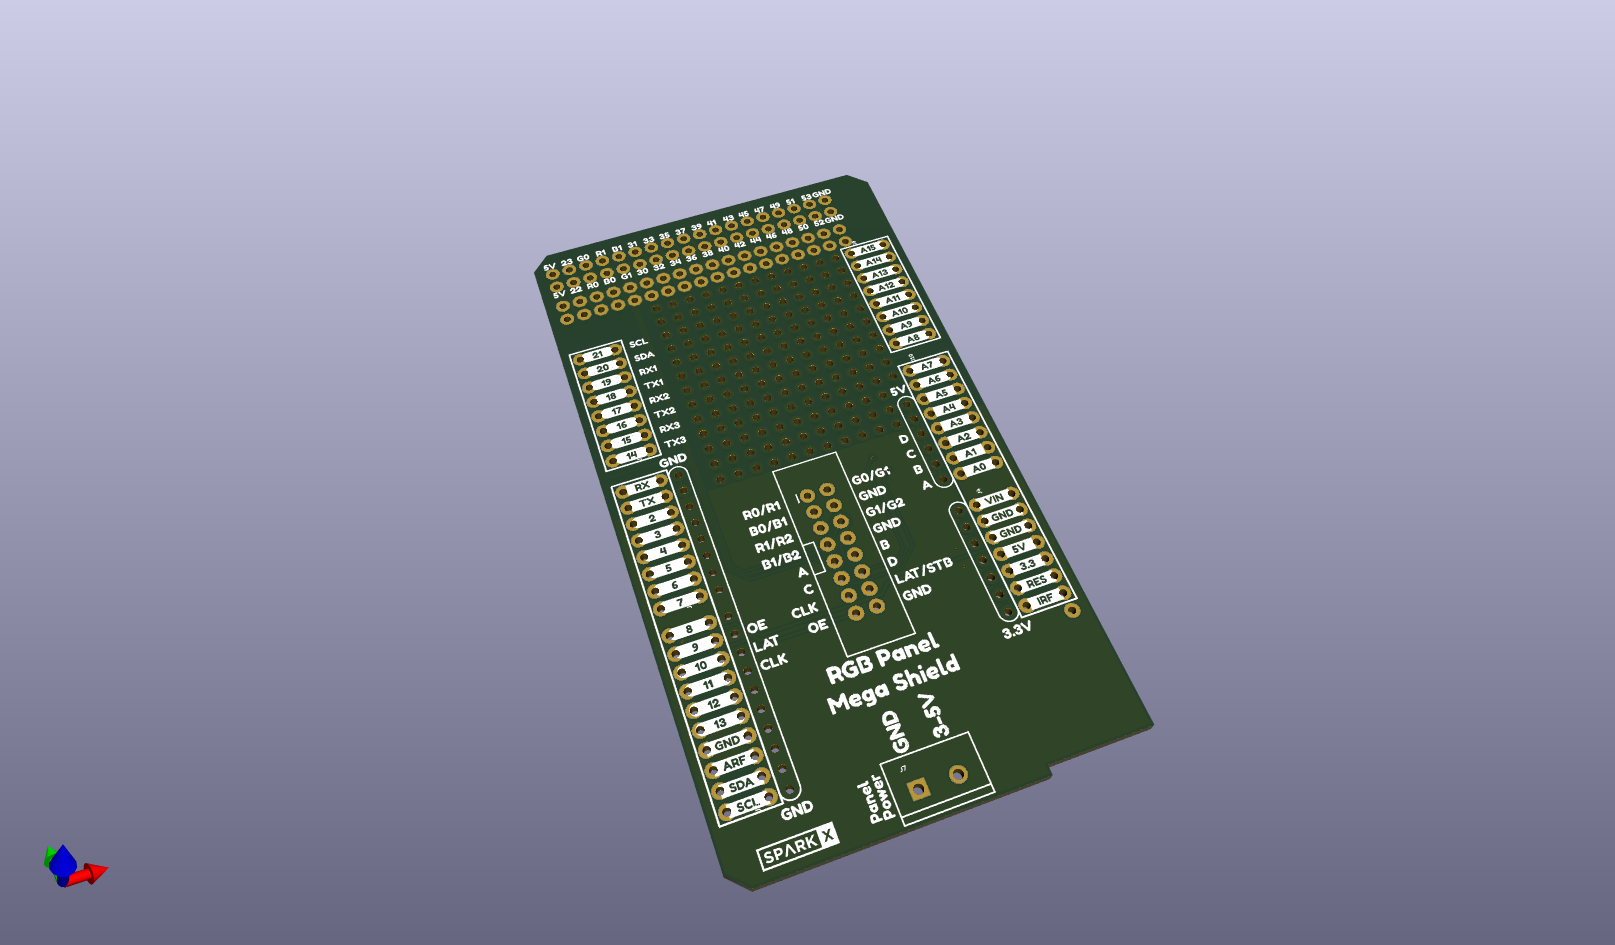 5V 23 G0 R1 B1 31 33 35 37 39 41 43 45 47 49 51 53 GND
5V 22 R0 B0 G1 30 32 34 36 38 40 42 44 46 48 50 52 GND
A15
A14
A13
A12
A11
A10
A9
A8
21 SCL
20 SDA
19 RX1
18 TX1
17 RX2
16 TX2
15 RX3
14 TX3
GND
5V
A7
A6
A5
A4
A3
A2
A1
A0
D
C
B
A
RX
TX
2
3
4
5
6
7
8
9
10
11
12
13
GND
ARF
SDA
SCL
OE
LAT
CLK
GND
R0/R1
B0/B1
R1/R2
B1/B2
A
C
CLK
OE
G0/G1
GND
G1/G2
GND
B
D
LAT/STB
GND
VIN
GND
GND
5V
3.3
RES
IRF
3.3V
RGB Panel
Mega Shield
GND
3-5V
J7
Panel
Power
SPARK X